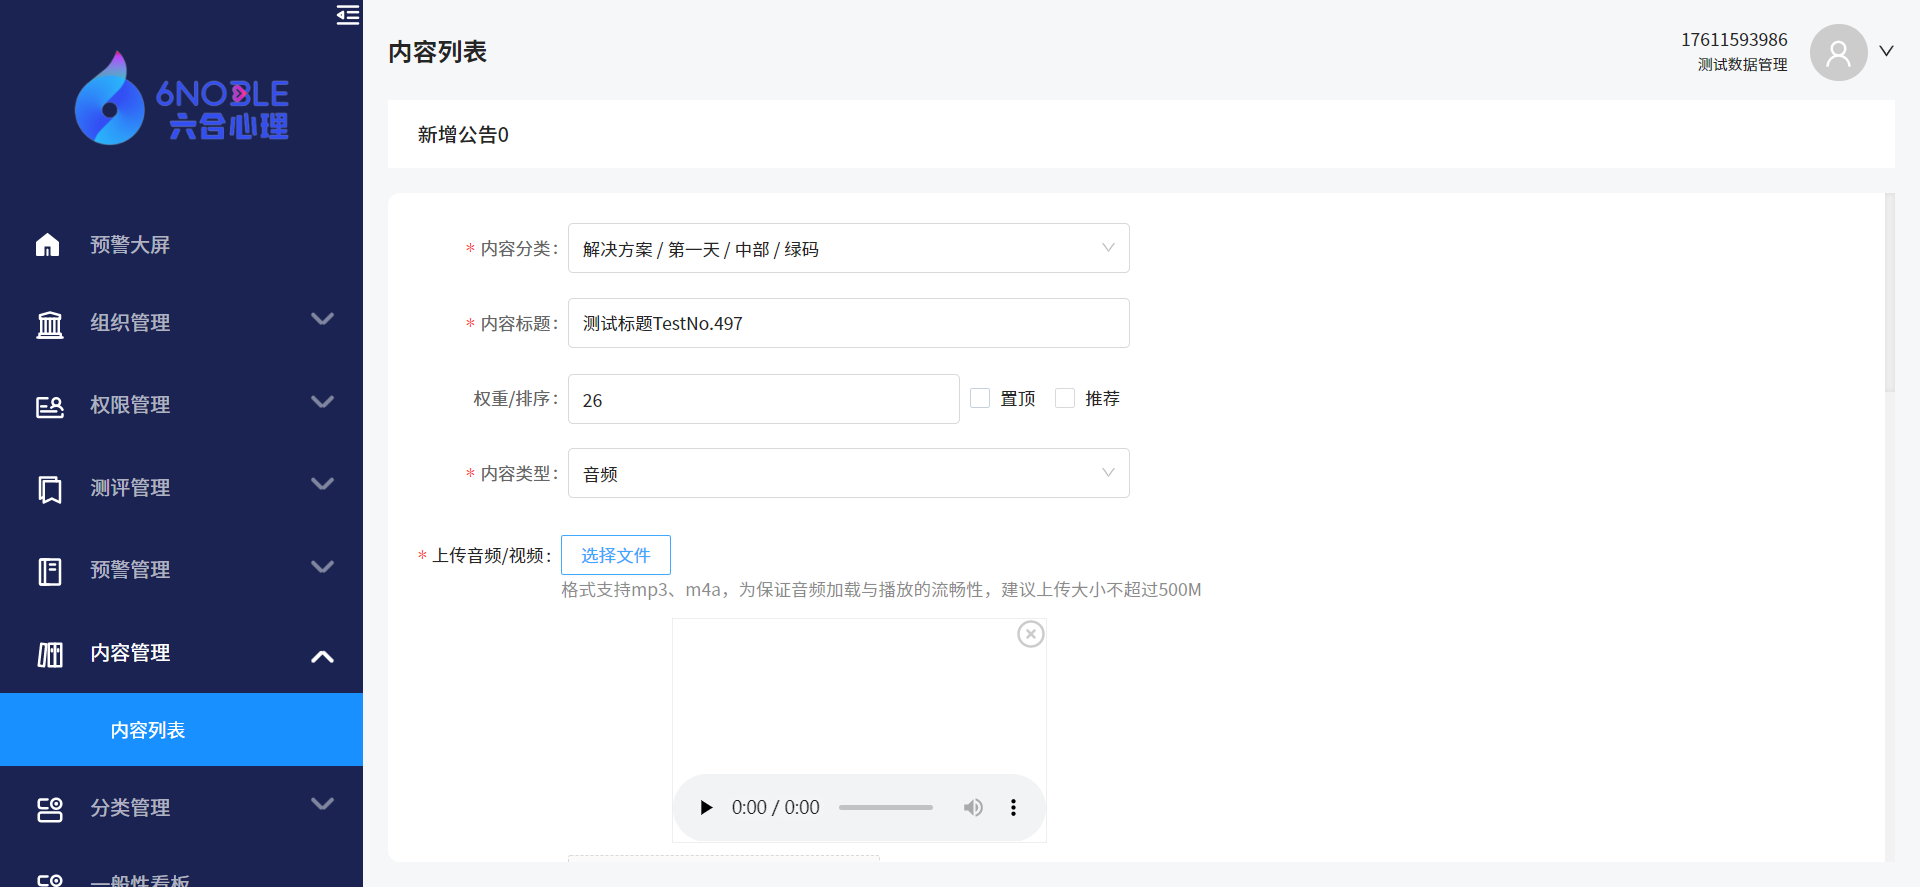 6NOBLE
六合心理
预警大屏
组织管理
权限管理
测评管理
预警管理
内容管理
内容列表
分类管理
一般性看板
内容列表
17611593986
测试数据管理
新增公告0
* 内容分类：
解决方案 / 第一天 / 中部 / 绿码
* 内容标题：
测试标题TestNo.497
权重/排序：
26
置顶
推荐
* 内容类型：
音频
* 上传音频/视频：
选择文件
格式支持mp3、m4a，为保证音频加载与播放的流畅性，建议上传大小不超过500M
0:00 / 0:00